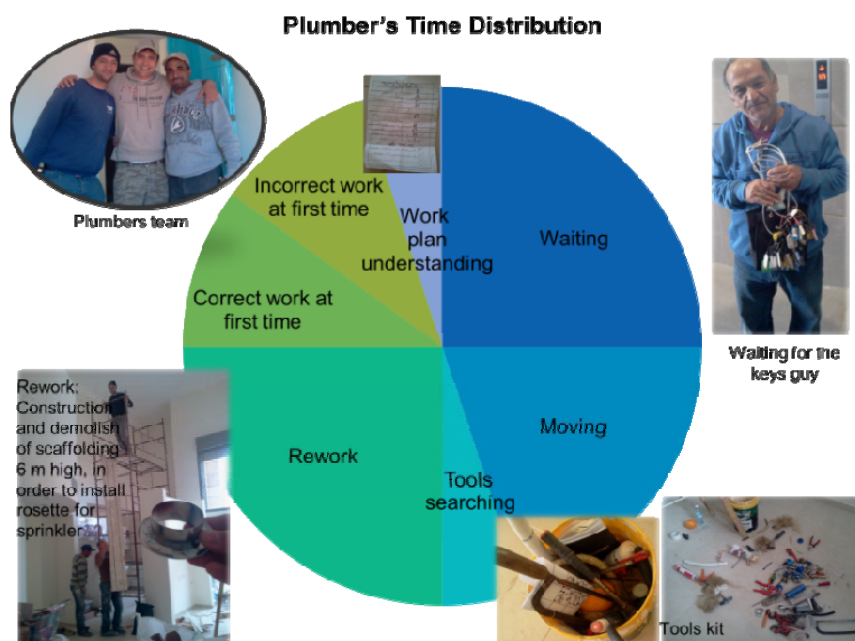 Plumber's Time Distribution
Plumbers team
Incorrect work
at first time
Work
plan
understanding
Waiting
Correct work at
first time
Waiting for the
keys guy
Rework:
Construction
and demolish
of scaffolding
6 m high, in
order to install
rosette for
sprinkler
Rework
Moving
Tools
searching
Tools kit